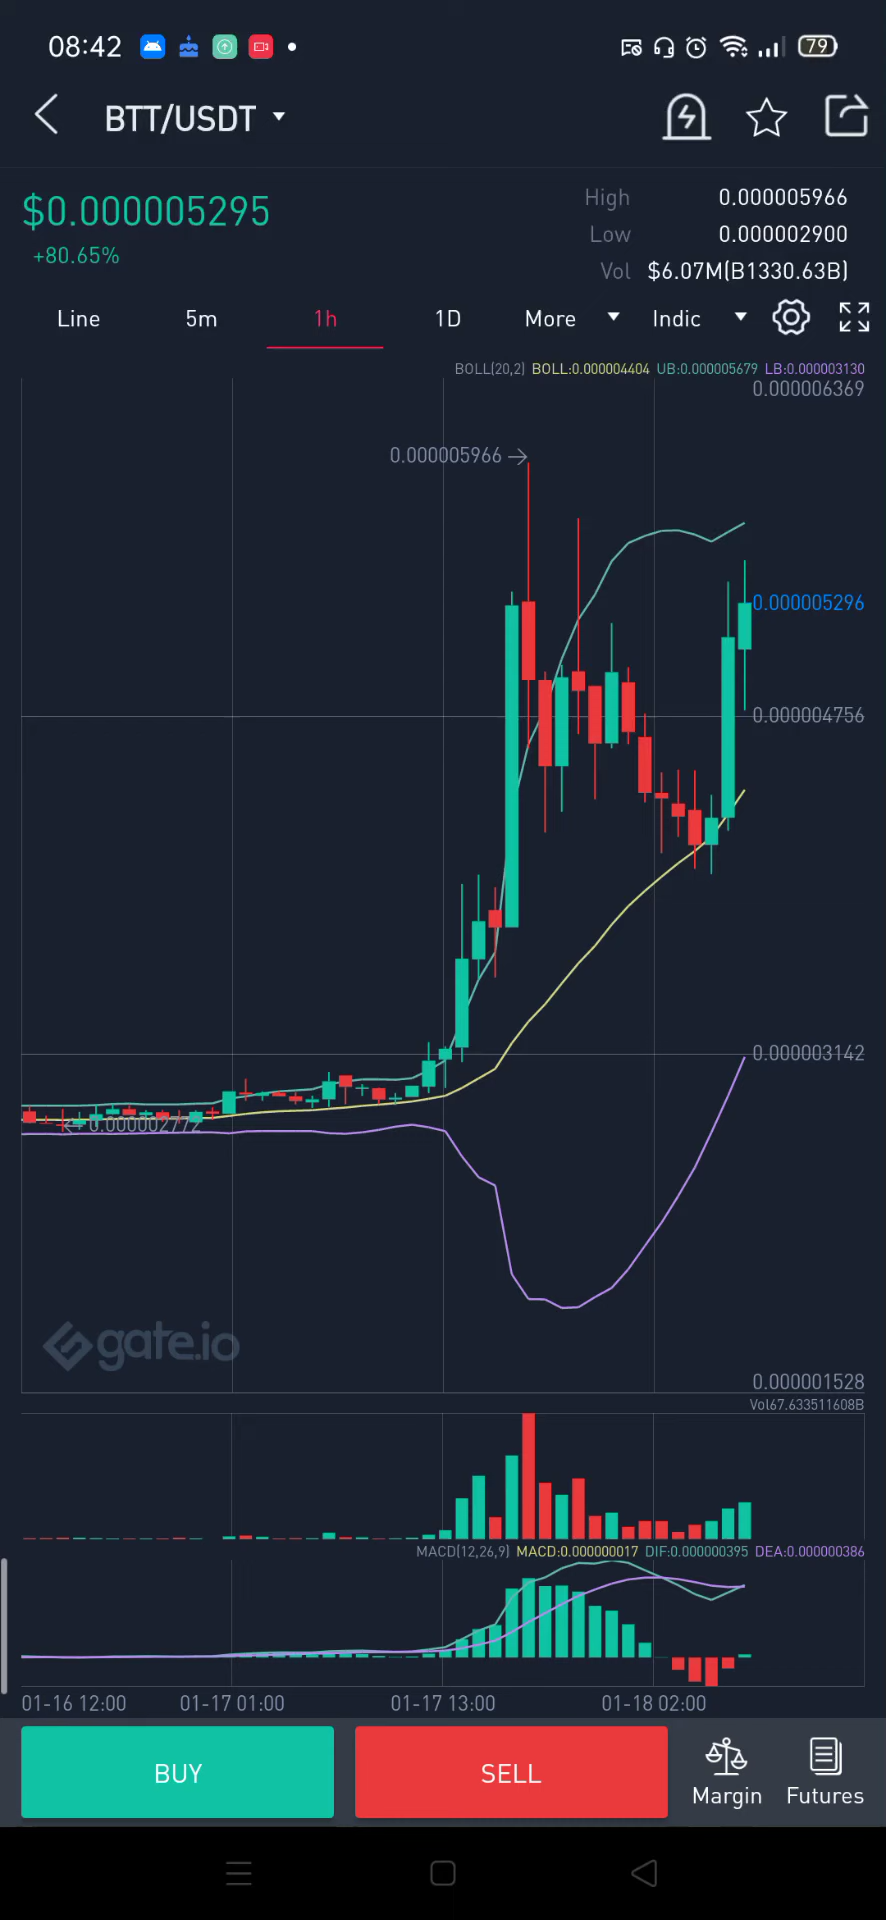 08:42
79
BTT/USDT
$0.000005295
+80.65%
High 0.000005966
Low 0.000002900
Vol $6.07M(B1330.63B)
Line 5m 1h 1D More Indic
BOLL(20,2) BOLL:0.000004404 UB:0.000005679 LB:0.000003130
0.000006369
0.000005966
0.000005296
0.000004756
0.000003142
0.000002772
gate.io
0.000001528
Vol67.633511608B
MACD(12,26,9) MACD:0.000000017 DIF:0.000000395 DEA:0.000000386
01-16 12:00 01-17 01:00 01-17 13:00 01-18 02:00
BUY SELL Margin Futures